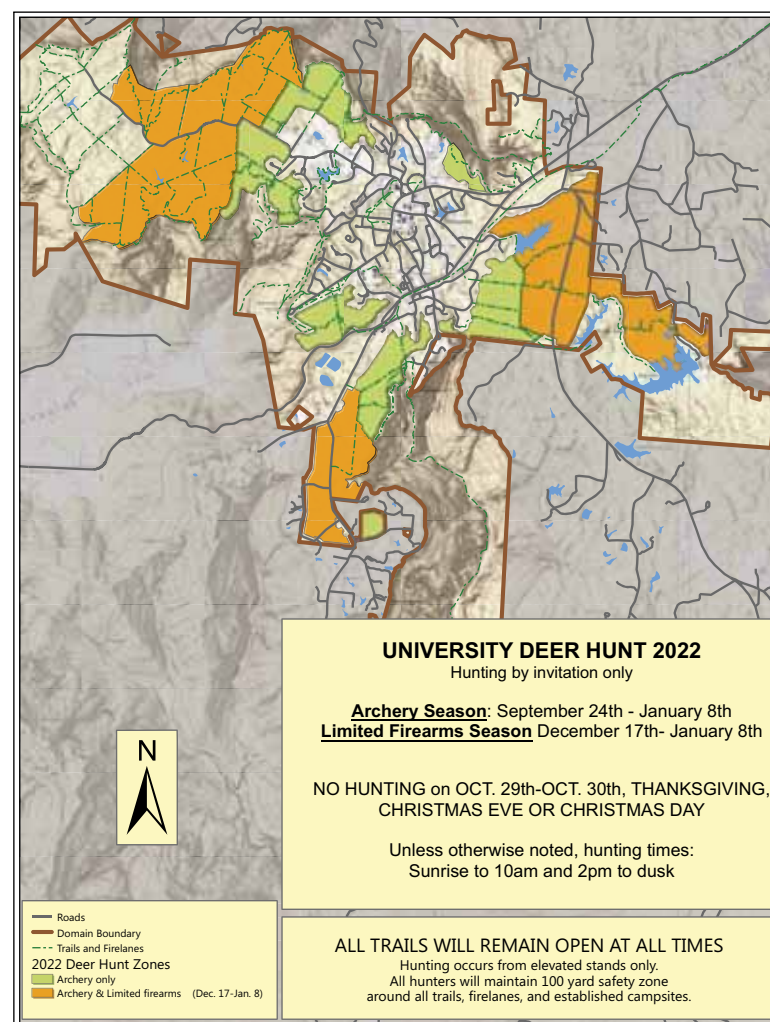 UNIVERSITY DEER HUNT 2022
Hunting by invitation only
Archery Season: September 24th - January 8th
Limited Firearms Season December 17th- January 8th
NO HUNTING on OCT. 29th-OCT. 30th, THANKSGIVING,
CHRISTMAS EVE OR CHRISTMAS DAY
Unless otherwise noted, hunting times:
Sunrise to 10am and 2pm to dusk
N
Roads
Domain Boundary
Trails and Firelanes
2022 Deer Hunt Zones
Archery only
Archery & Limited firearms (Dec. 17-Jan. 8)
ALL TRAILS WILL REMAIN OPEN AT ALL TIMES
Hunting occurs from elevated stands only.
All hunters will maintain 100 yard safety zone
around all trails, firelanes, and established campsites.